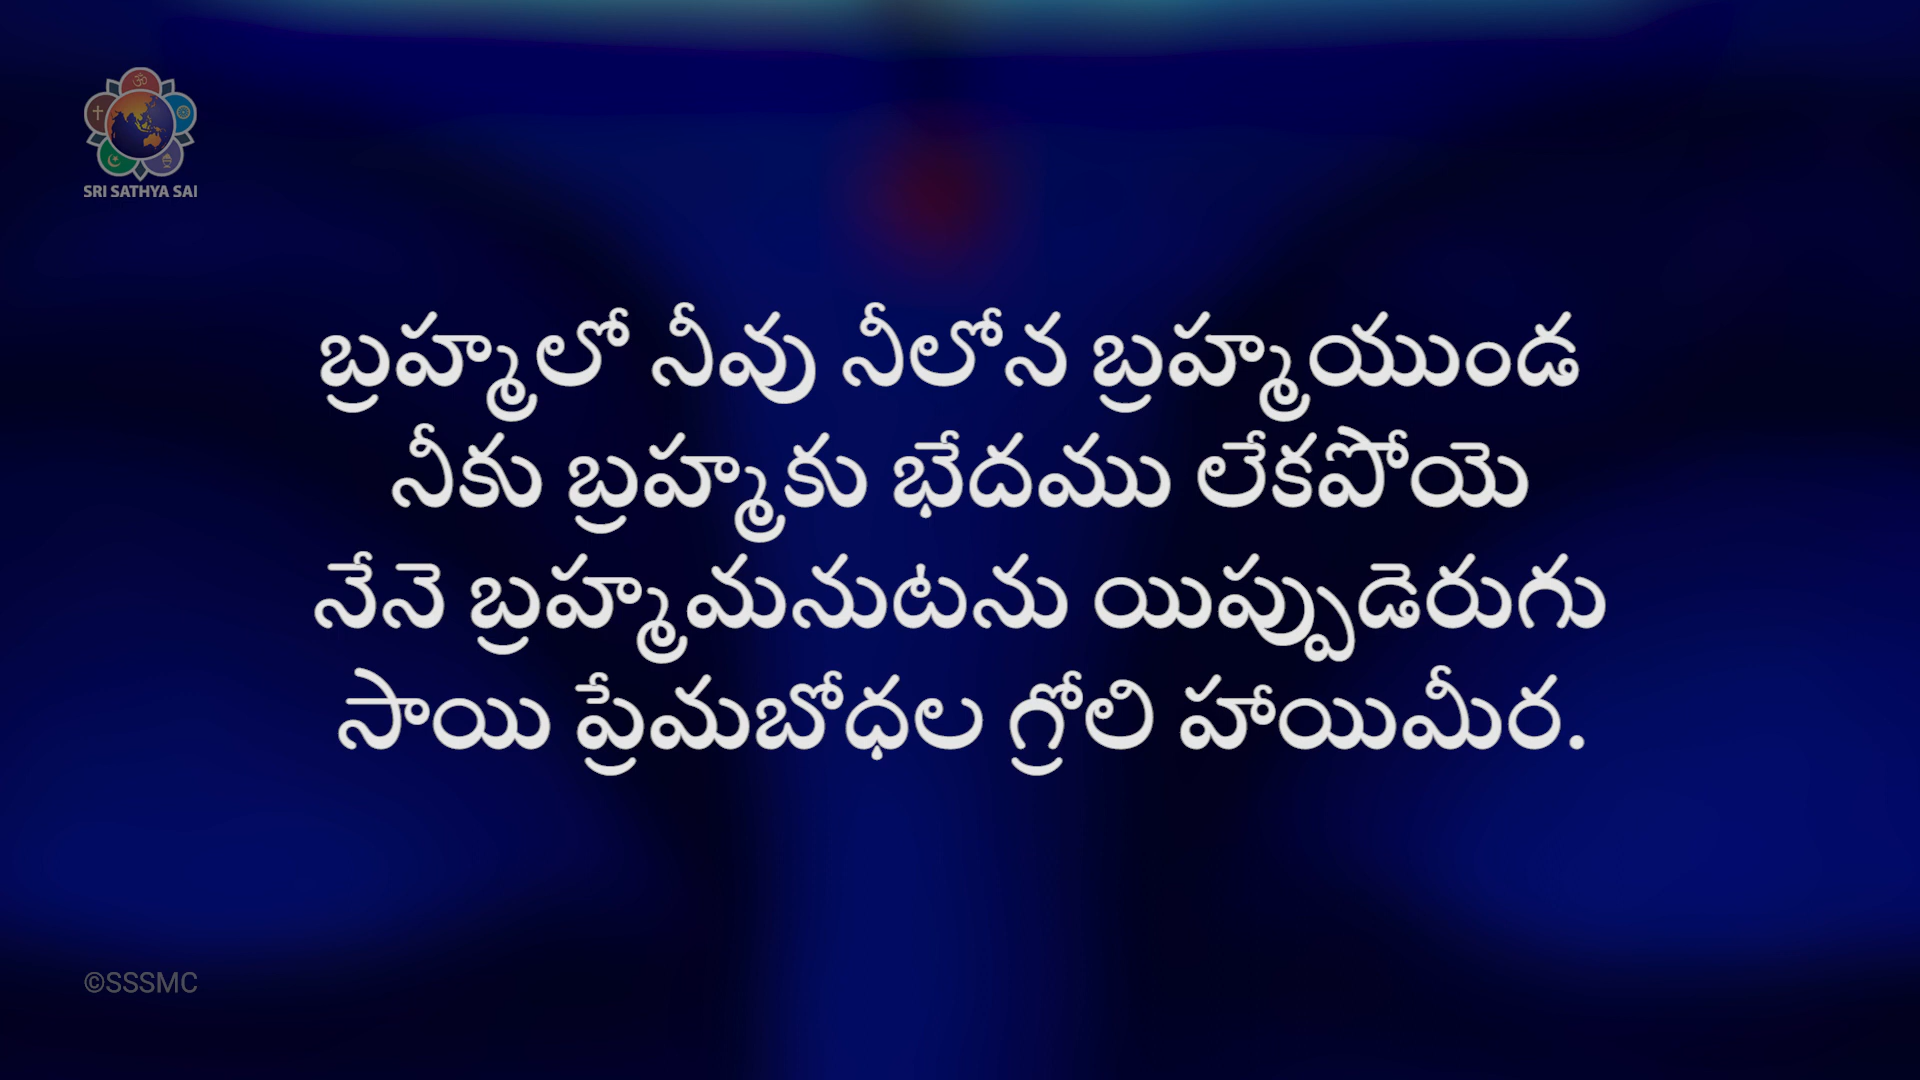 SRI SATHYA SAI
బ్రహ్మలో నీవు నీలోన బ్రహ్మయుండ
నీకు బ్రహ్మకు భేదము లేకపోయె
నేనె బ్రహ్మమనుటను యిప్పుడెరుగు
సాయి ప్రేమబోధల గ్రోలి హాయిమీర.
©SSSMC